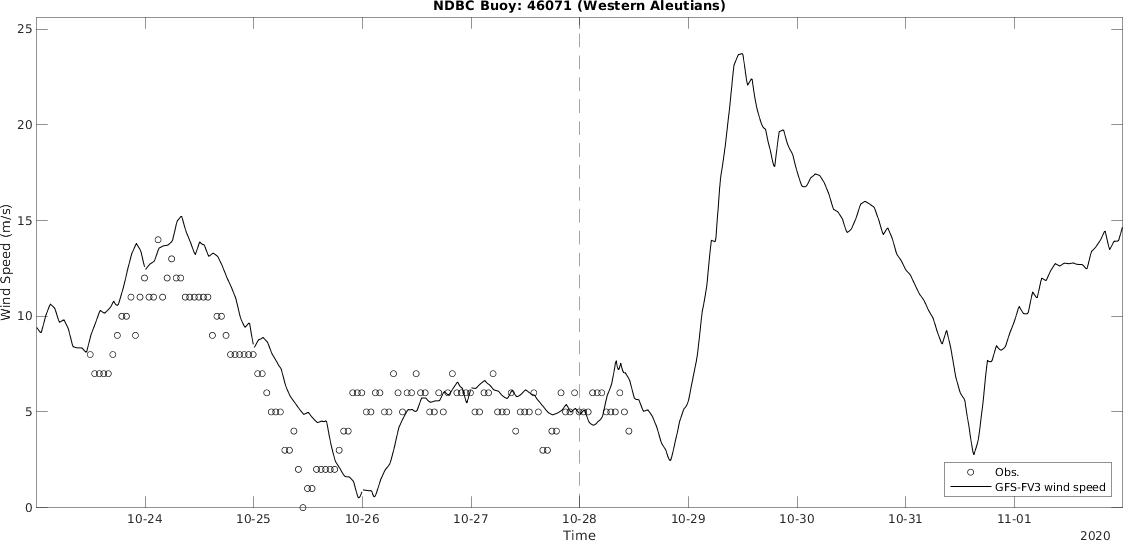 NDBC Buoy: 46071 (Western Aleutians)
25
20
15
10
5
0
Wind Speed (m/s)
10-24 10-25 10-26 10-27 10-28 10-29 10-30 10-31 11-01
Time
2020
Obs.
GFS-FV3 wind speed